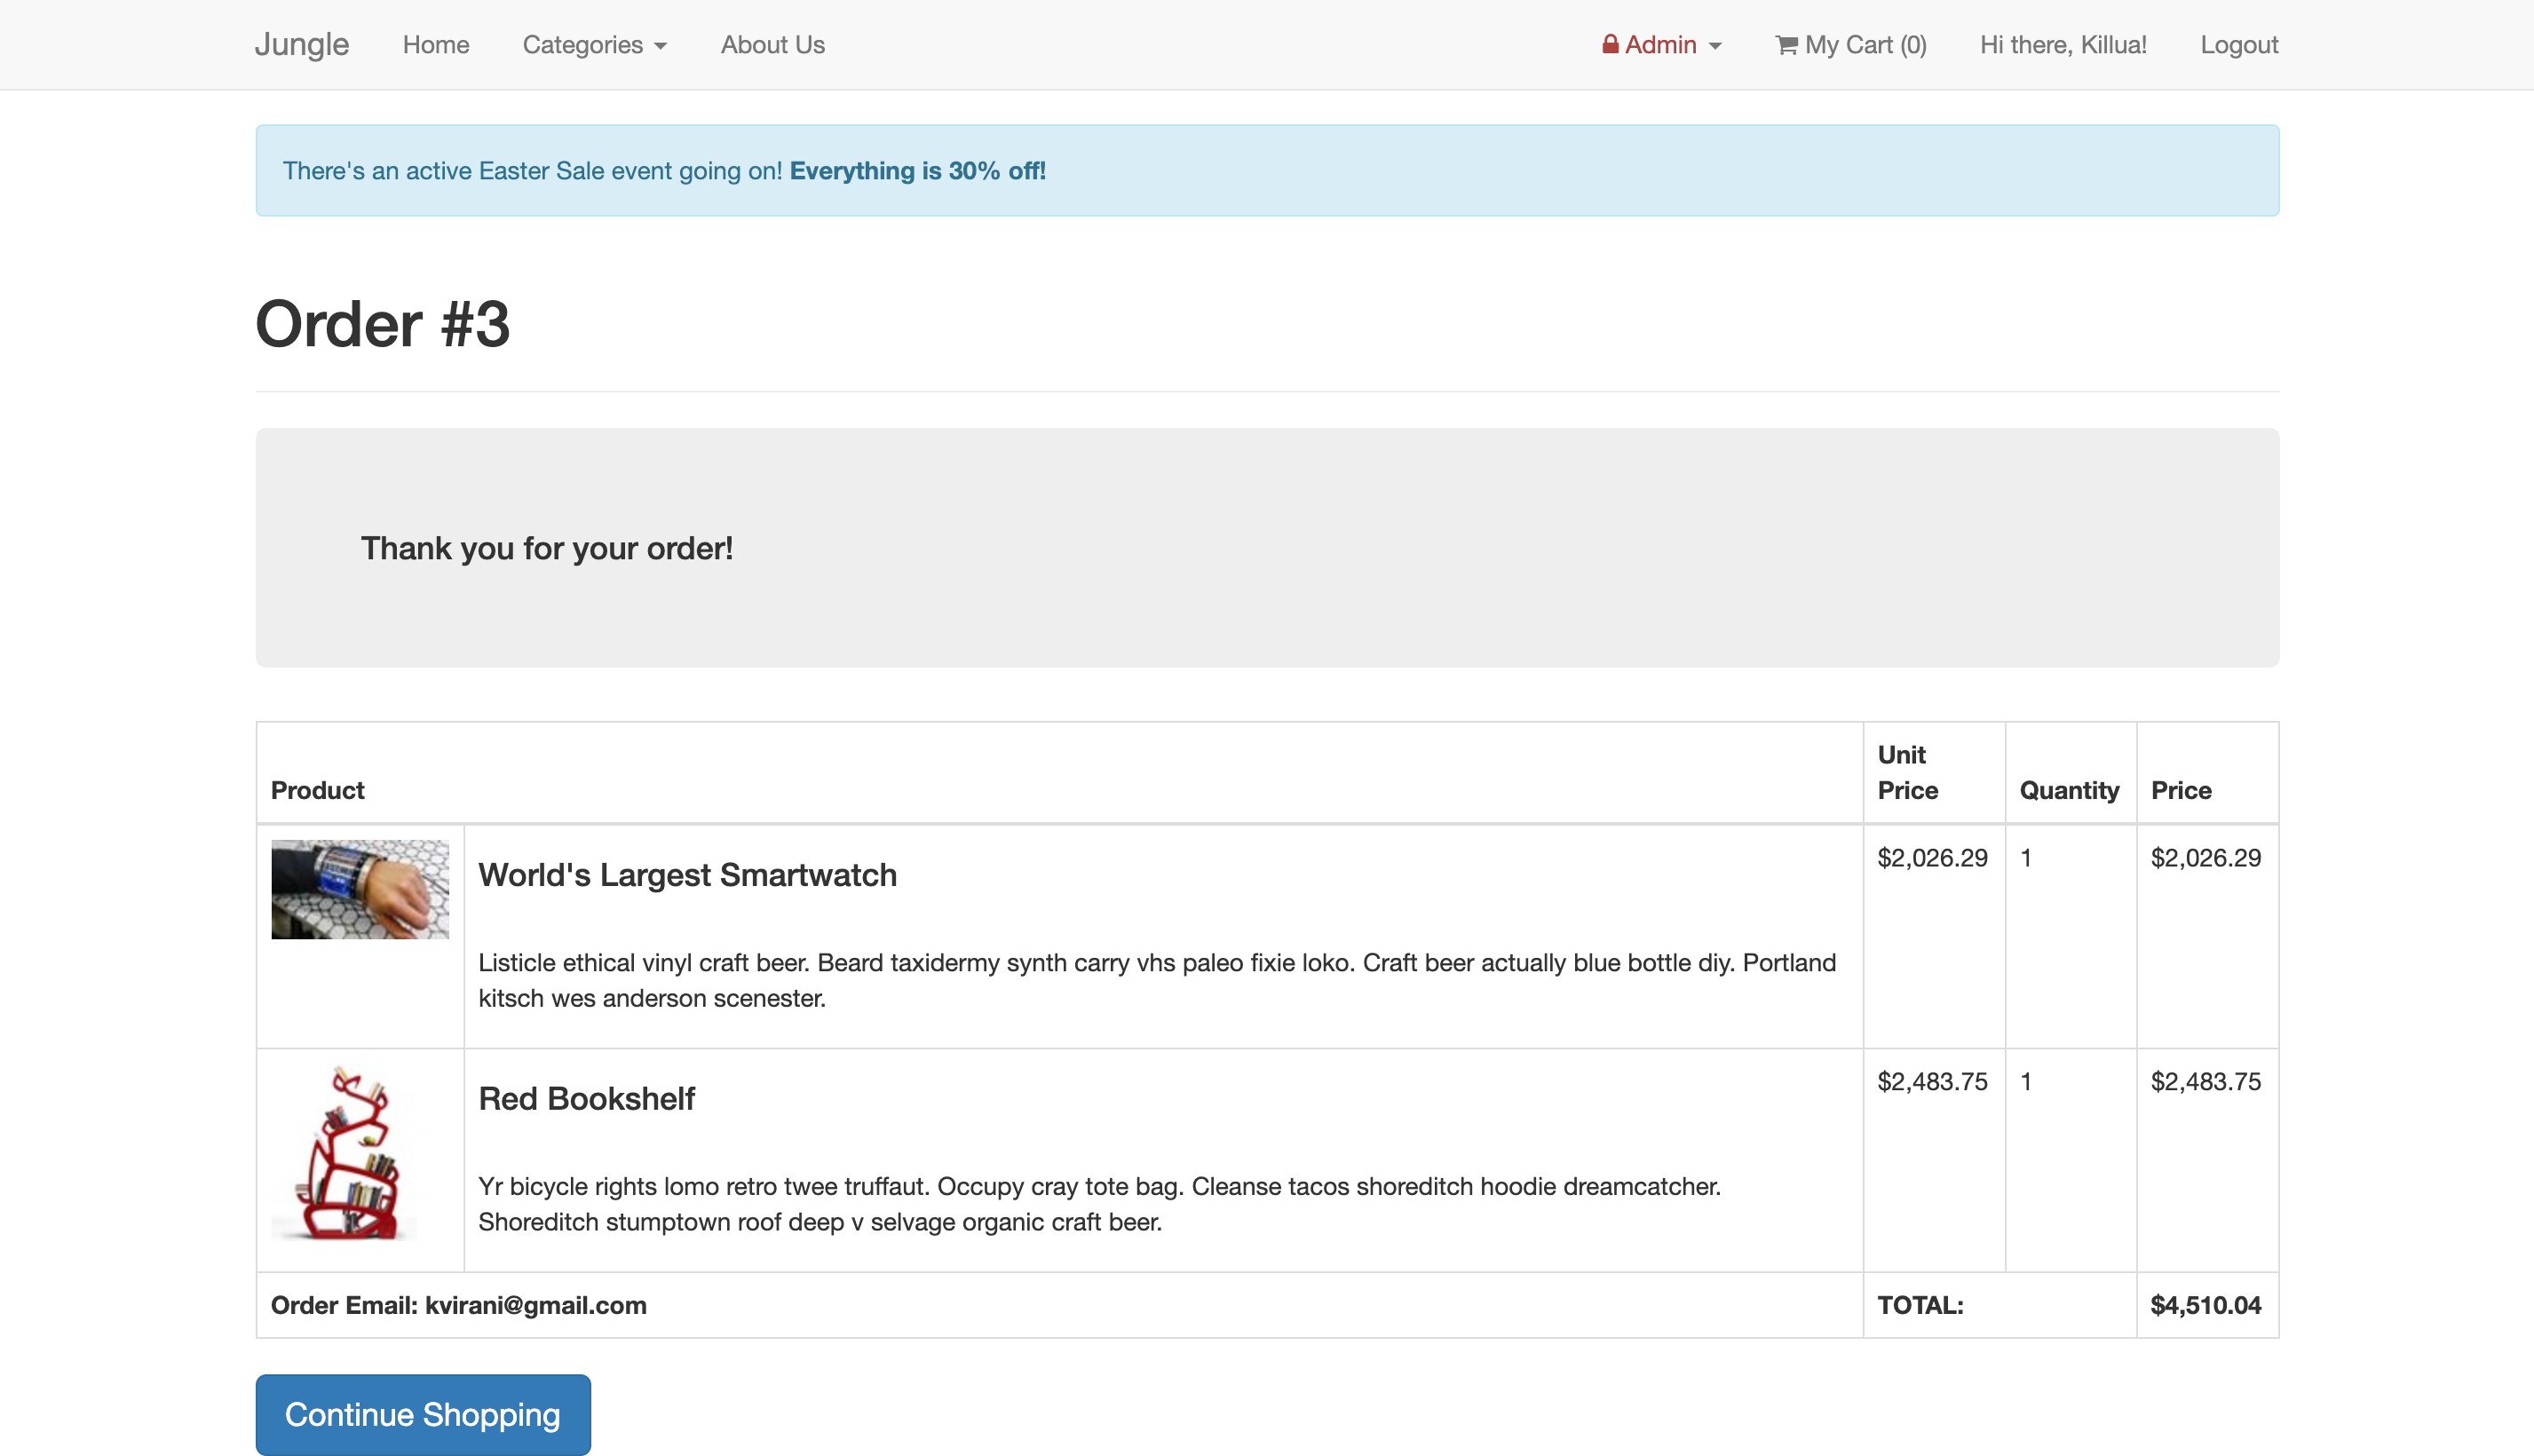 Jungle Home Categories About Us Admin My Cart (0) Hi there, Killua! Logout
There's an active Easter Sale event going on! Everything is 30% off!
Order #3
Thank you for your order!
Product Unit Price Quantity Price
World's Largest Smartwatch $2,026.29 1 $2,026.29
Listicle ethical vinyl craft beer. Beard taxidermy synth carry vhs paleo fixie loko. Craft beer actually blue bottle diy. Portland
kitsch wes anderson scenester.
Red Bookshelf $2,483.75 1 $2,483.75
Yr bicycle rights lomo retro twee truffaut. Occupy cray tote bag. Cleanse tacos shoreditch hoodie dreamcatcher.
Shoreditch stumptown roof deep v selvage organic craft beer.
Order Email: kvirani@gmail.com TOTAL: $4,510.04
Continue Shopping